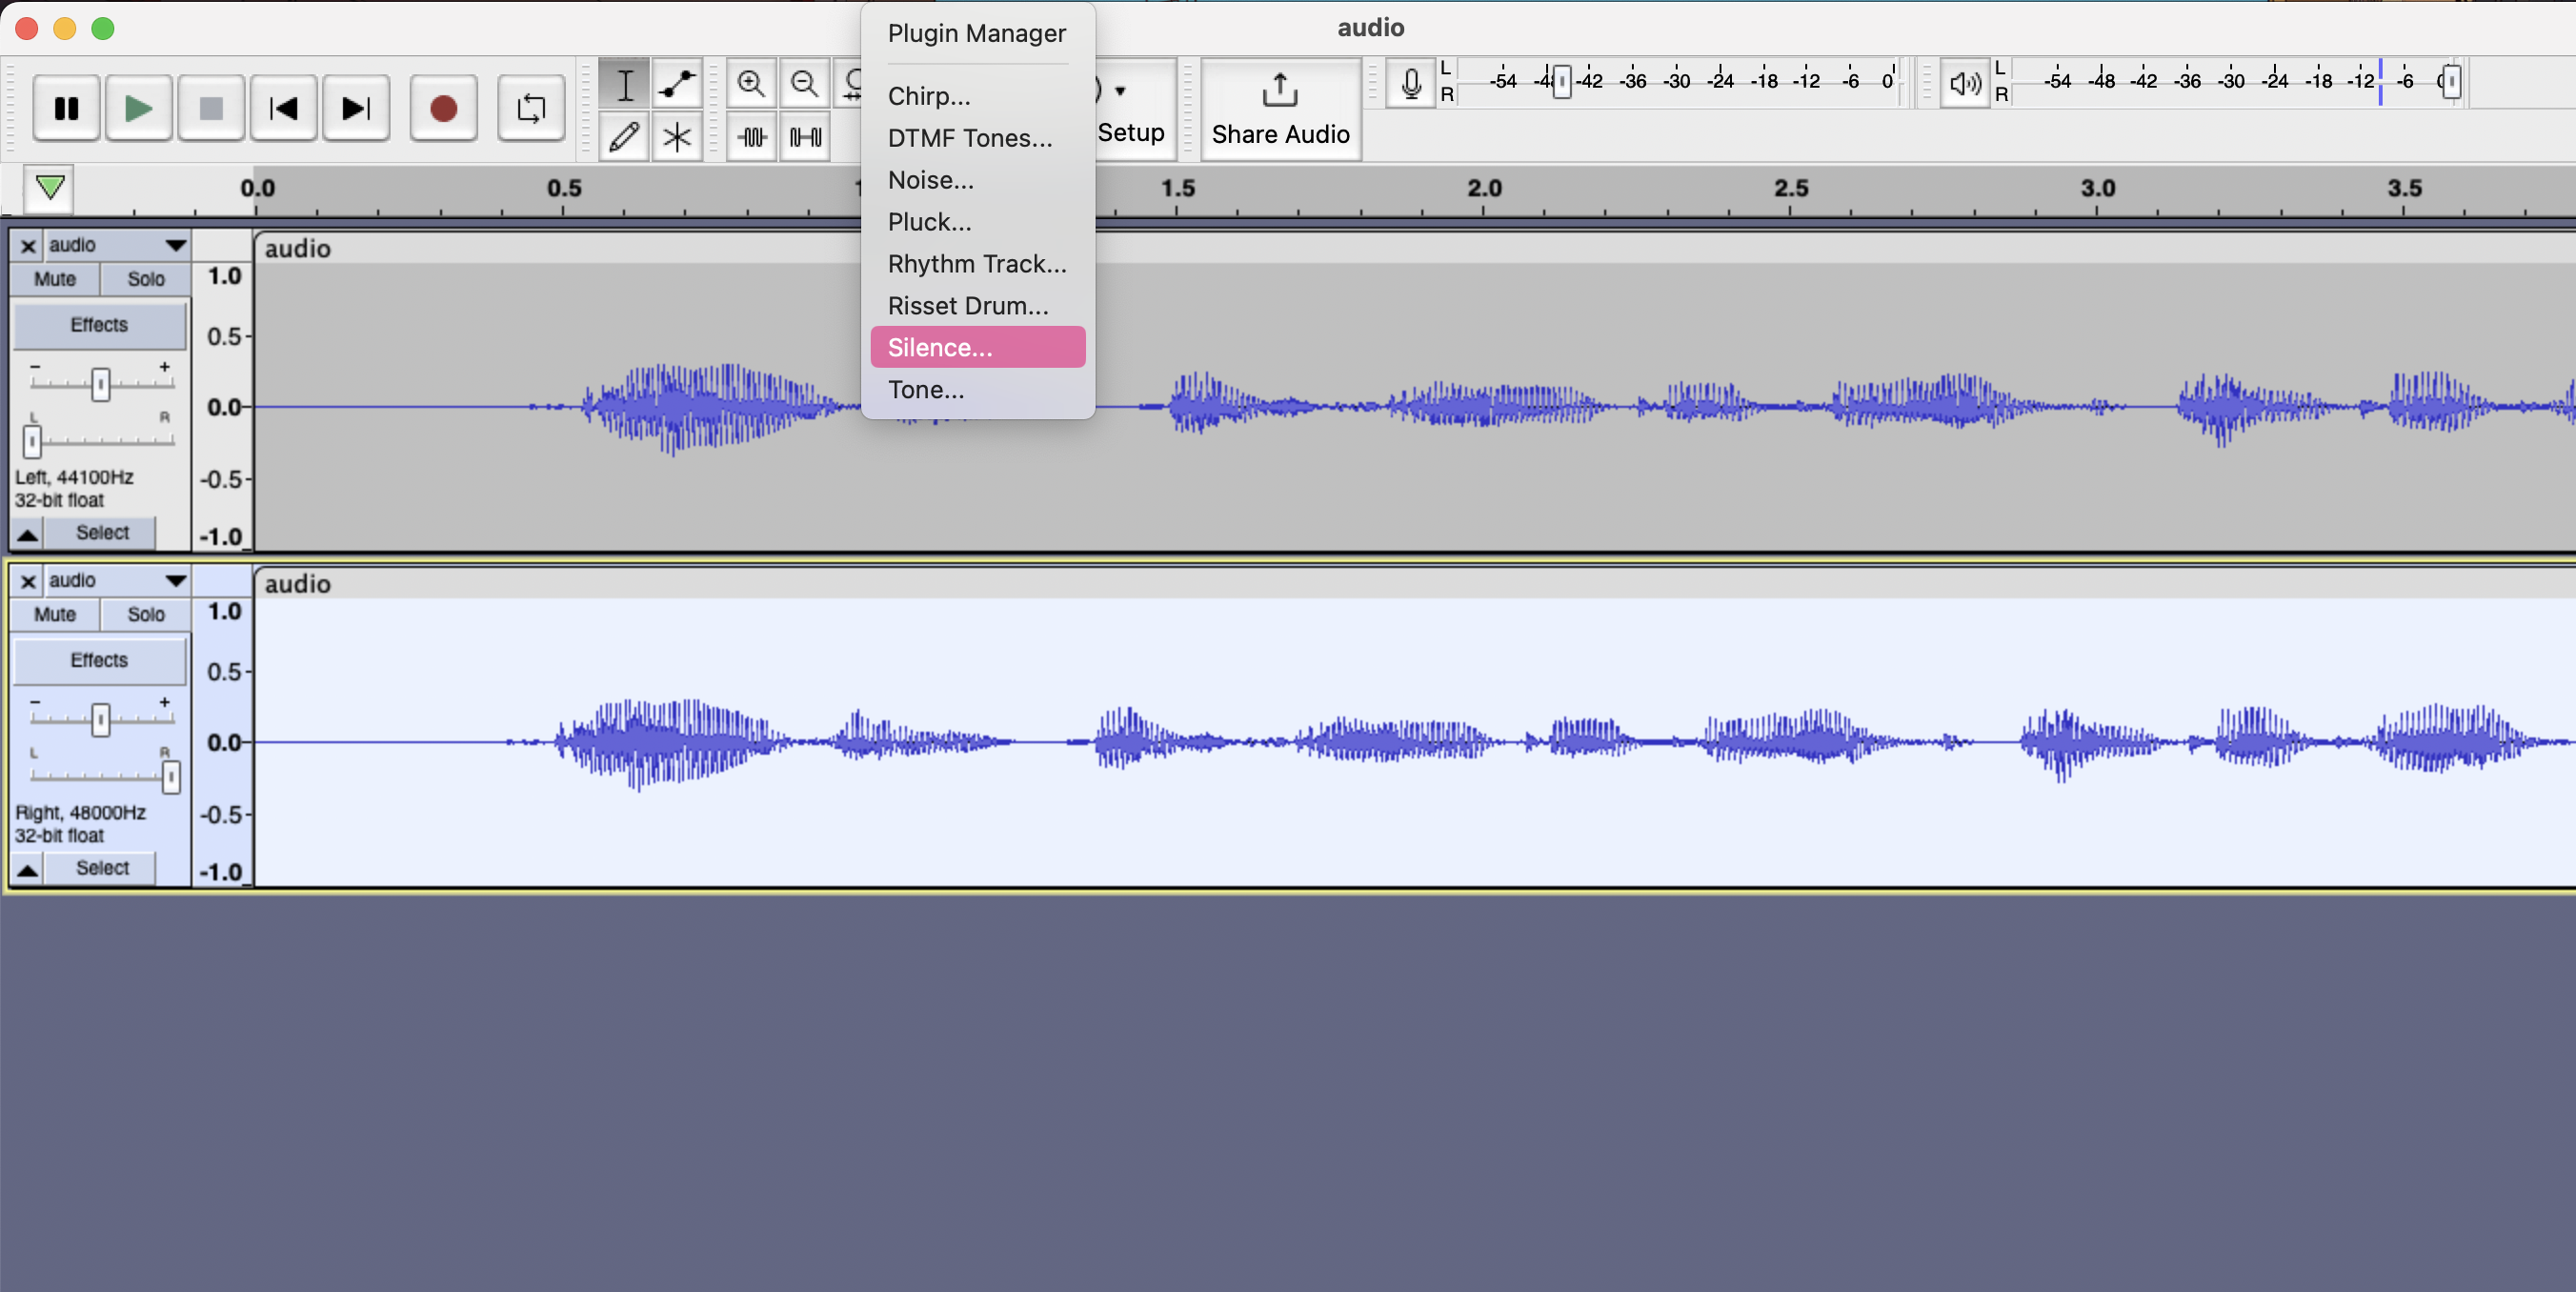 audio
Plugin Manager
Chirp...
DTMF Tones...
Noise...
Pluck...
Rhythm Track...
Risset Drum...
Silence...
Tone...
Setup
Share Audio
L
R
-54 -48 -42 -36 -30 -24 -18 -12 -6 0
L
R
-54 -48 -42 -36 -30 -24 -18 -12 -6
0.0 0.5 1.5 2.0 2.5 3.0 3.5
audio
audio
Mute Solo
Effects
- +
L R
Left, 44100Hz
32-bit float
Select
1.0
0.5
0.0
-0.5
-1.0
audio
audio
Mute Solo
Effects
- +
L R
Right, 48000Hz
32-bit float
Select
1.0
0.5
0.0
-0.5
-1.0